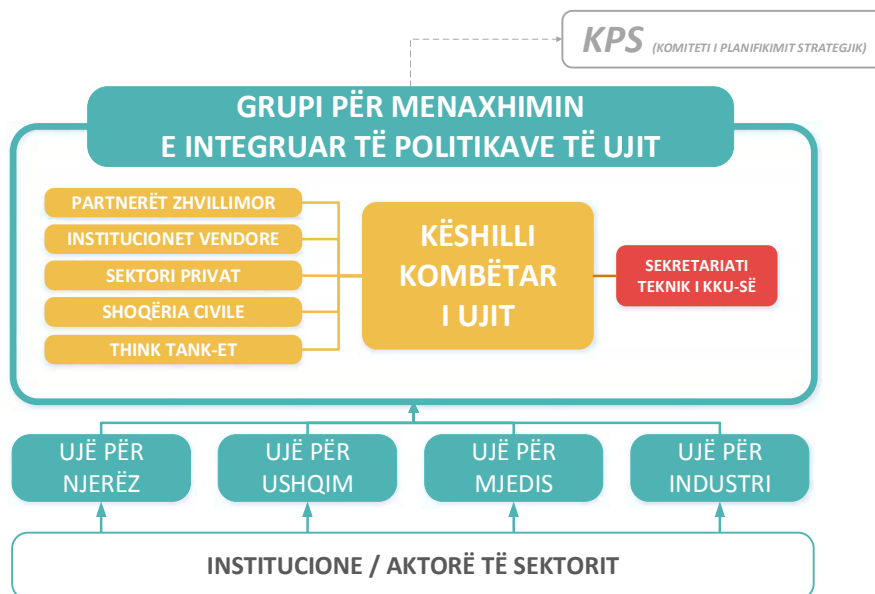 KPS (KOMITETI I PLANIFIKIMIT STRATEGJIK)
GRUPI PËR MENAXHIMIN
E INTEGRUAR TË POLITIKAVE TË UJIT
PARTNERËT ZHVILLIMOR
INSTITUCIONET VENDORE
SEKTORI PRIVAT
SHOQËRIA CIVILE
THINK TANK-ET
KËSHILLI
KOMBËTAR
I UJIT
SEKRETARIATI
TEKNIK I KKU-SË
UJË PËR
NJERËZ
UJË PËR
USHQIM
UJË PËR
MJEDIS
UJË PËR
INDUSTRI
INSTITUCIONE / AKTORË TË SEKTORIT